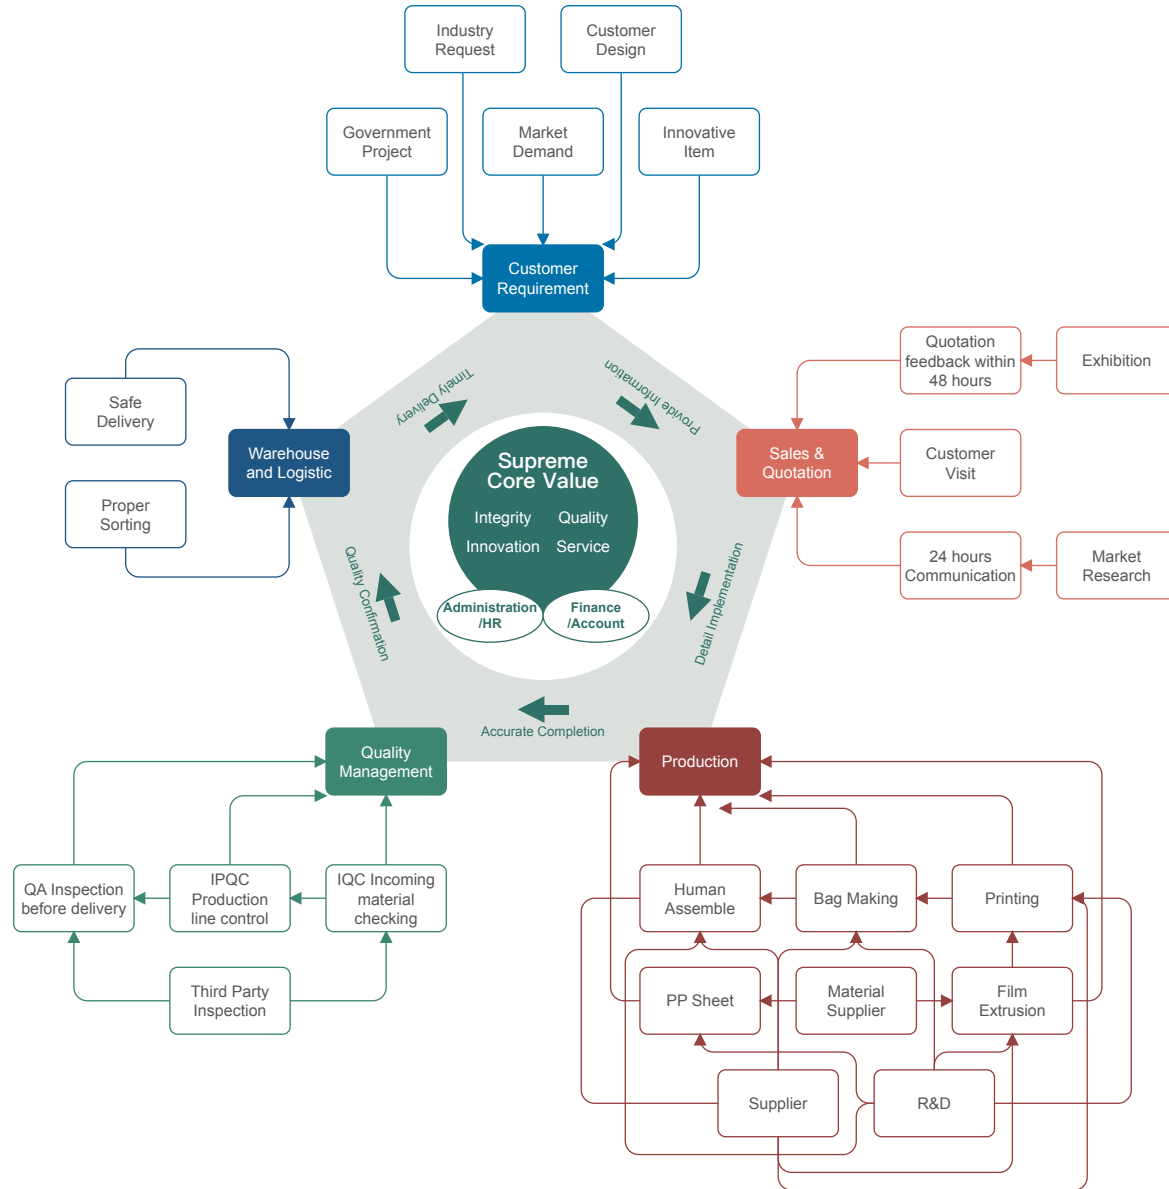 Industry
Request
Customer
Design
Government
Project
Market
Demand
Innovative
Item
Customer
Requirement
Timely Delivery
Provide Information
Safe
Delivery
Warehouse
and Logistic
Proper
Sorting
Quotation
feedback within
48 hours
Exhibition
Sales &
Quotation
Customer
Visit
24 hours
Communication
Market
Research
Supreme
Core Value
Integrity Quality
Innovation Service
Administration
/HR
Finance
/Account
Quality Confirmation
Detail Implementation
Accurate Completion
Quality
Management
Production
QA Inspection
before delivery
IPQC
Production
line control
IQC Incoming
material
checking
Third Party
Inspection
Human
Assemble
Bag Making
Printing
PP Sheet
Material
Supplier
Film
Extrusion
Supplier
R&D